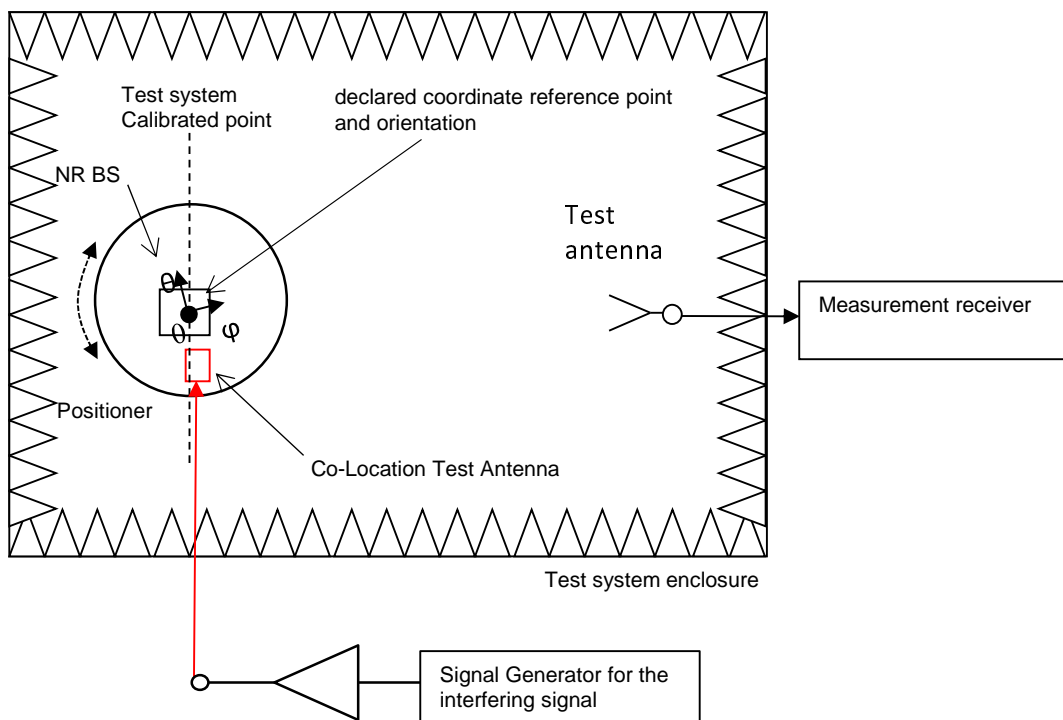 Test system
Calibrated point
declared coordinate reference point
and orientation
NR BS
Test
antenna
θ
θ
φ
Measurement receiver
Positioner
Co-Location Test Antenna
Test system enclosure
Signal Generator for the
interfering signal